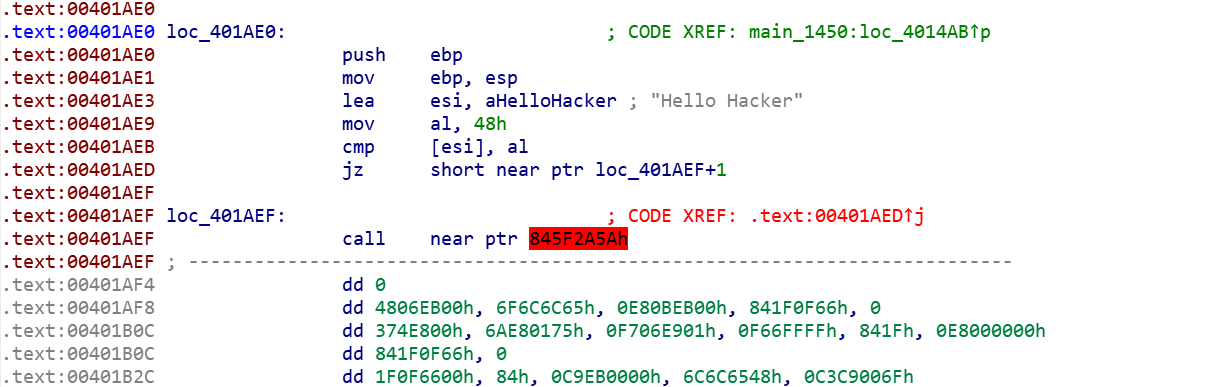 .text:00401AE0
.text:00401AE0 loc_401AE0: ; CODE XREF: main_1450:loc_4014AB↑p
.text:00401AE0 push ebp
.text:00401AE1 mov ebp, esp
.text:00401AE3 lea esi, aHelloHacker ; "Hello Hacker"
.text:00401AE9 mov al, 48h
.text:00401AEB cmp [esi], al
.text:00401AED jz short near ptr loc_401AEF+1
.text:00401AEF
.text:00401AEF loc_401AEF: ; CODE XREF: .text:00401AED↑j
.text:00401AEF call near ptr 845F2A5Ah
.text:00401AEF ; ---------------------------------------------------------------------------
.text:00401AF4 dd 0
.text:00401AF8 dd 4806EB00h, 6F6C6C65h, 0E80BEB00h, 841F0F66h, 0
.text:00401B0C dd 374E800h, 6AE80175h, 0F706E901h, 0F66FFFFh, 841Fh, 0E8000000h
.text:00401B0C dd 841F0F66h, 0
.text:00401B2C dd 1F0F6600h, 84h, 0C9EB0000h, 6C6C6548h, 0C3C9006Fh